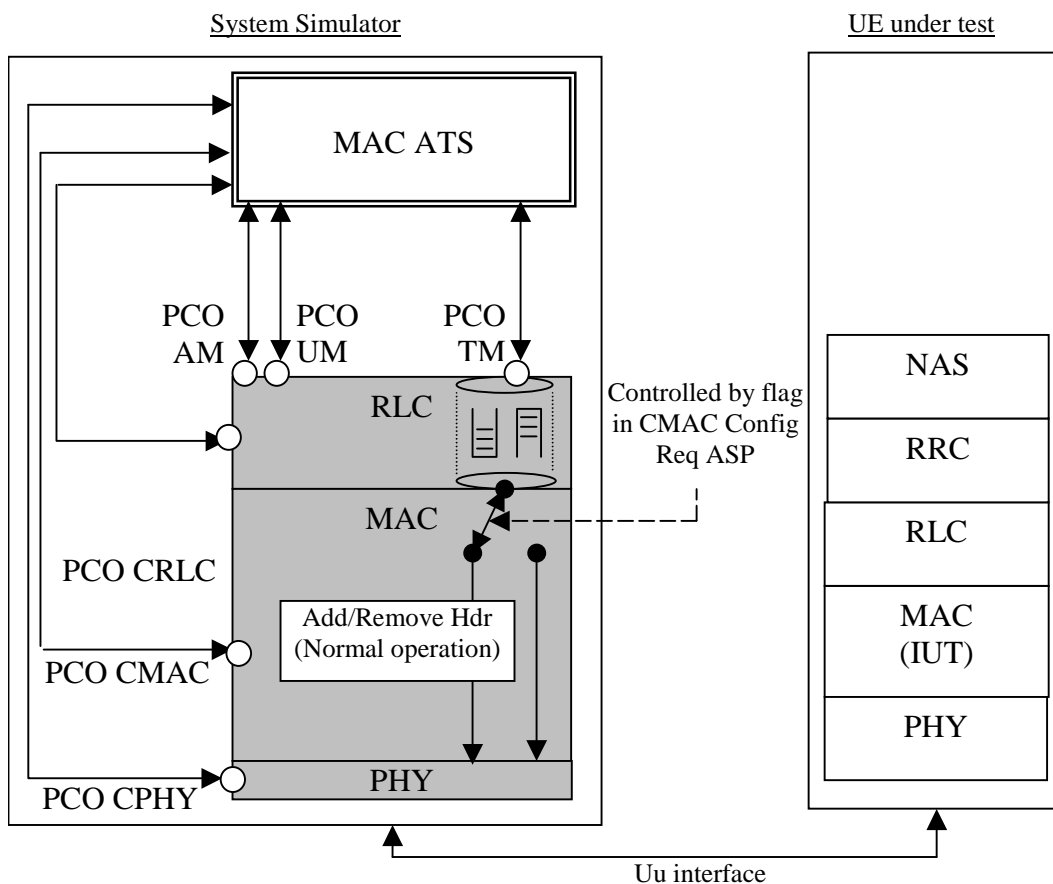 System Simulator
UE under test
MAC ATS
PCO
AM
PCO
UM
PCO
TM
RLC
Controlled by flag
in CMAC Config
Req ASP
MAC
PCO CRLC
Add/Remove Hdr
(Normal operation)
PCO CMAC
PHY
PCO CPHY
NAS
RRC
RLC
MAC
(IUT)
PHY
Uu interface